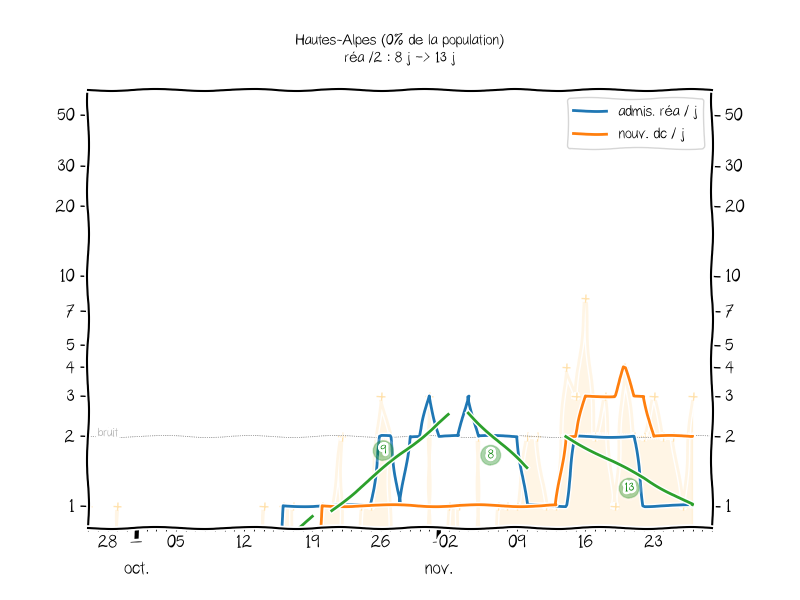 Hautes-Alpes (0% de la population)
réa /2 : 8 j -> 13 j
admis. réa / j
nouv. dc / j
50 50
30 30
20 20
10 10
7 7
5 5
4 4
3 3
2 bruit 2
1 1
9
8
13
28 05 12 19 26 02 09 16 23
oct. nov.